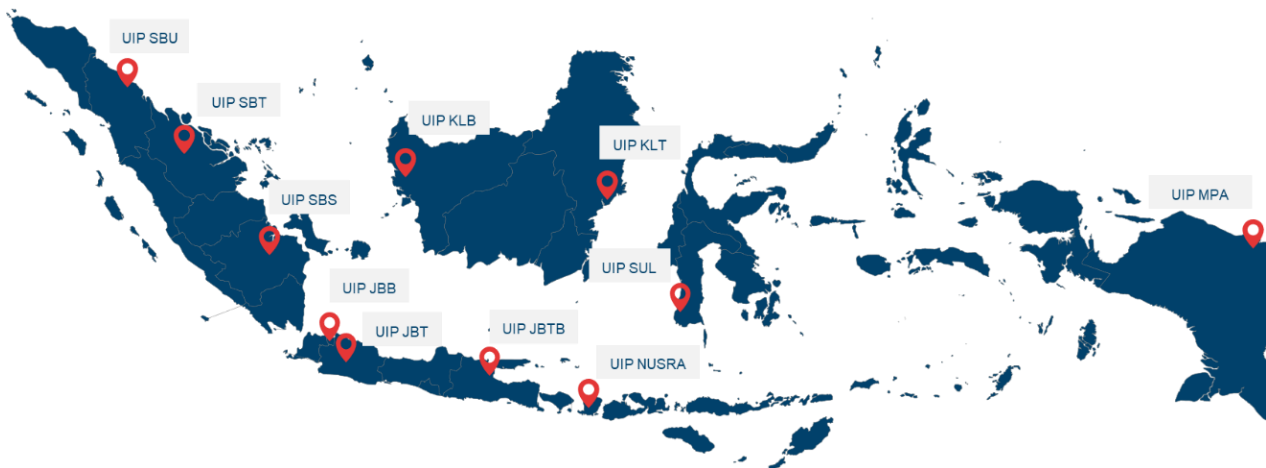 UIP SBU
UIP SBT
UIP KLB
UIP KLT
UIP SBS
UIP MPA
UIP SUL
UIP JBB
UIP JBT
UIP JBTB
UIP NUSRA